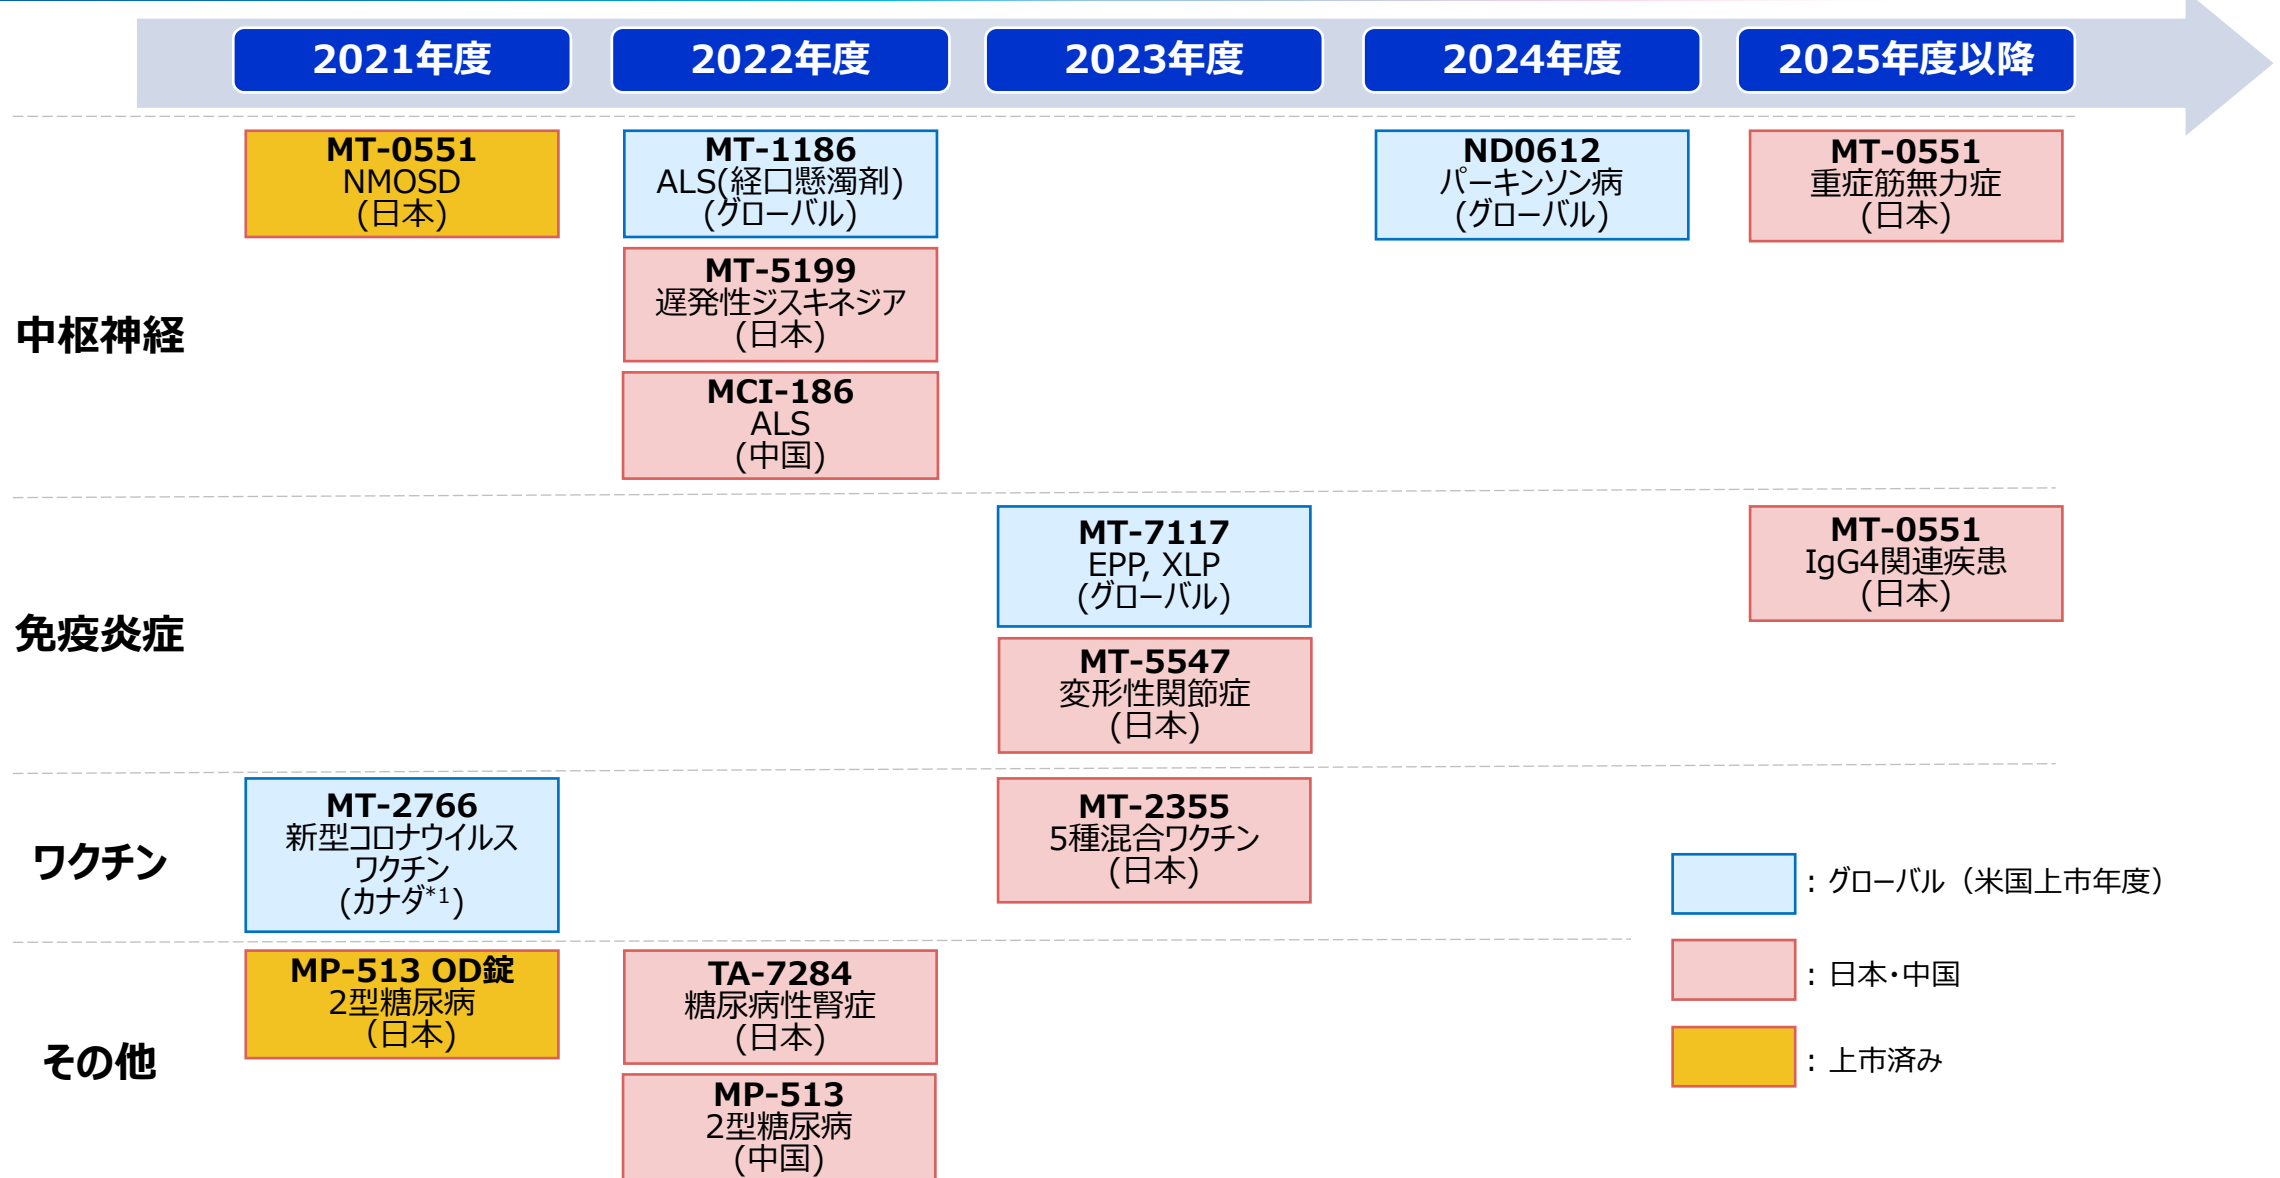 2021年度
2022年度
2023年度
2024年度
2025年度以降
中枢神経
MT-0551
NMOSD
(日本)
MT-1186
ALS(経口懸濁剤)
(グローバル)
MT-5199
遅発性ジスキネジア
(日本)
MCI-186
ALS
(中国)
ND0612
パーキンソン病
(グローバル)
MT-0551
重症筋無力症
(日本)
免疫炎症
MT-7117
EPP, XLP
(グローバル)
MT-5547
変形性関節症
(日本)
MT-0551
IgG4関連疾患
(日本)
ワクチン
MT-2766
新型コロナウイルス
ワクチン
(カナダ*1)
MT-2355
5種混合ワクチン
(日本)
その他
MP-513 OD錠
2型糖尿病
(日本)
TA-7284
糖尿病性腎症
(日本)
MP-513
2型糖尿病
(中国)
: グローバル（米国上市年度）
: 日本・中国
: 上市済み